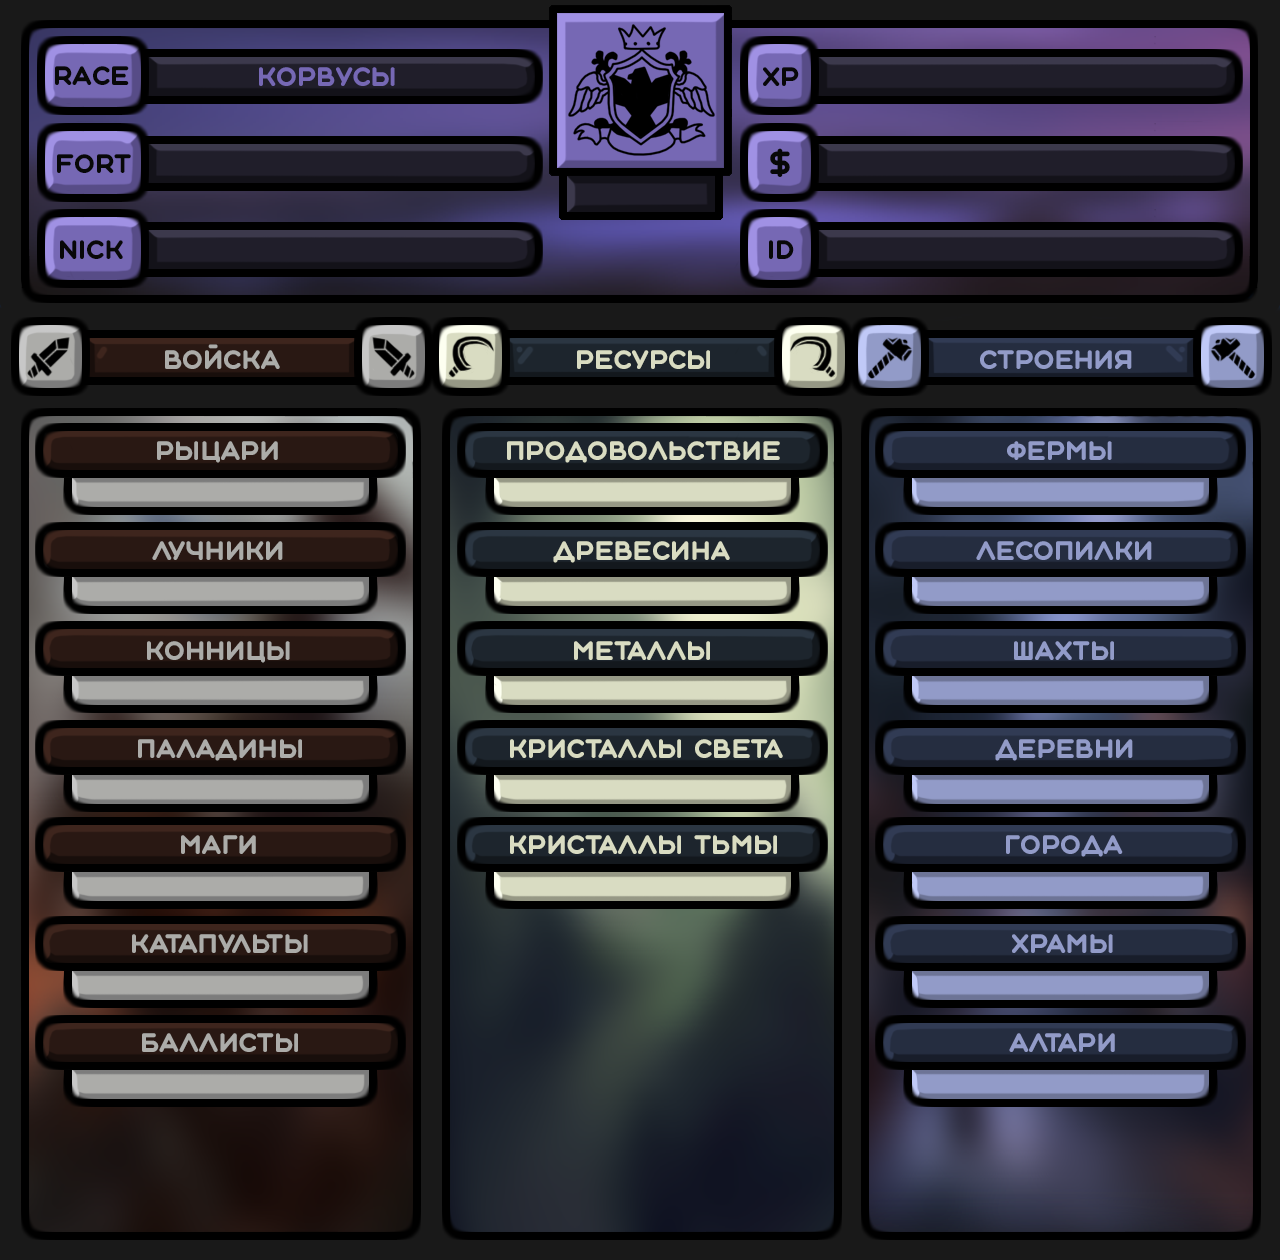 RACE КОРВУСЫ
FORT
NICK
XP
$
ID
ВОЙСКА
РЫЦАРИ
ЛУЧНИКИ
КОННИЦЫ
ПАЛАДИНЫ
МАГИ
КАТАПУЛЬТЫ
БАЛЛИСТЫ
РЕСУРСЫ
ПРОДОВОЛЬСТВИЕ
ДРЕВЕСИНА
МЕТАЛЛЫ
КРИСТАЛЛЫ СВЕТА
КРИСТАЛЛЫ ТЬМЫ
СТРОЕНИЯ
ФЕРМЫ
ЛЕСОПИЛКИ
ШАХТЫ
ДЕРЕВНИ
ГОРОДА
ХРАМЫ
АЛТАРИ